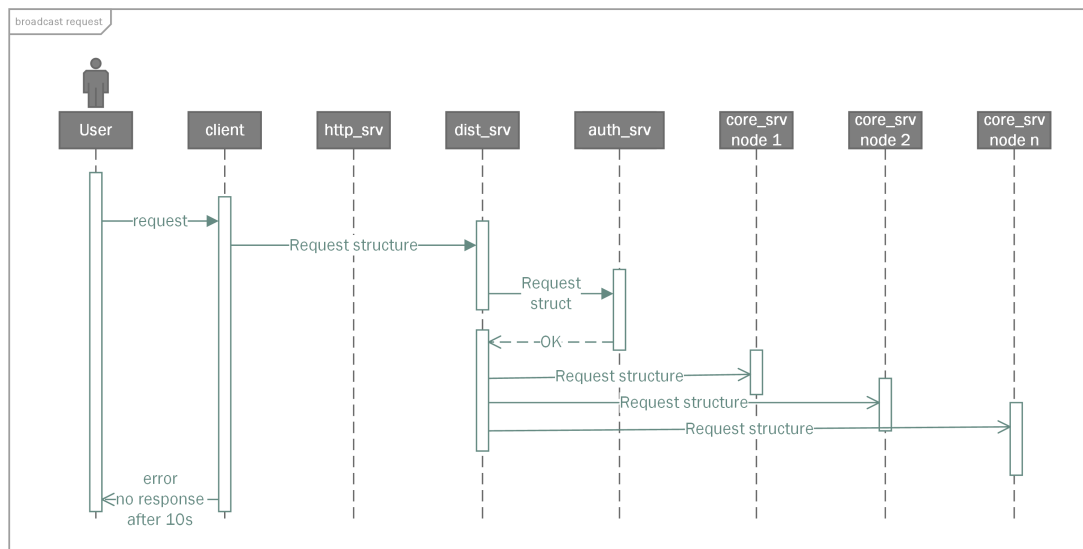 broadcast request
User
client
http_srv
dist_srv
auth_srv
core_srv
node 1
core_srv
node 2
core_srv
node n
request
Request structure
Request
struct
OK
Request structure
Request structure
Request structure
error
no response
after 10s